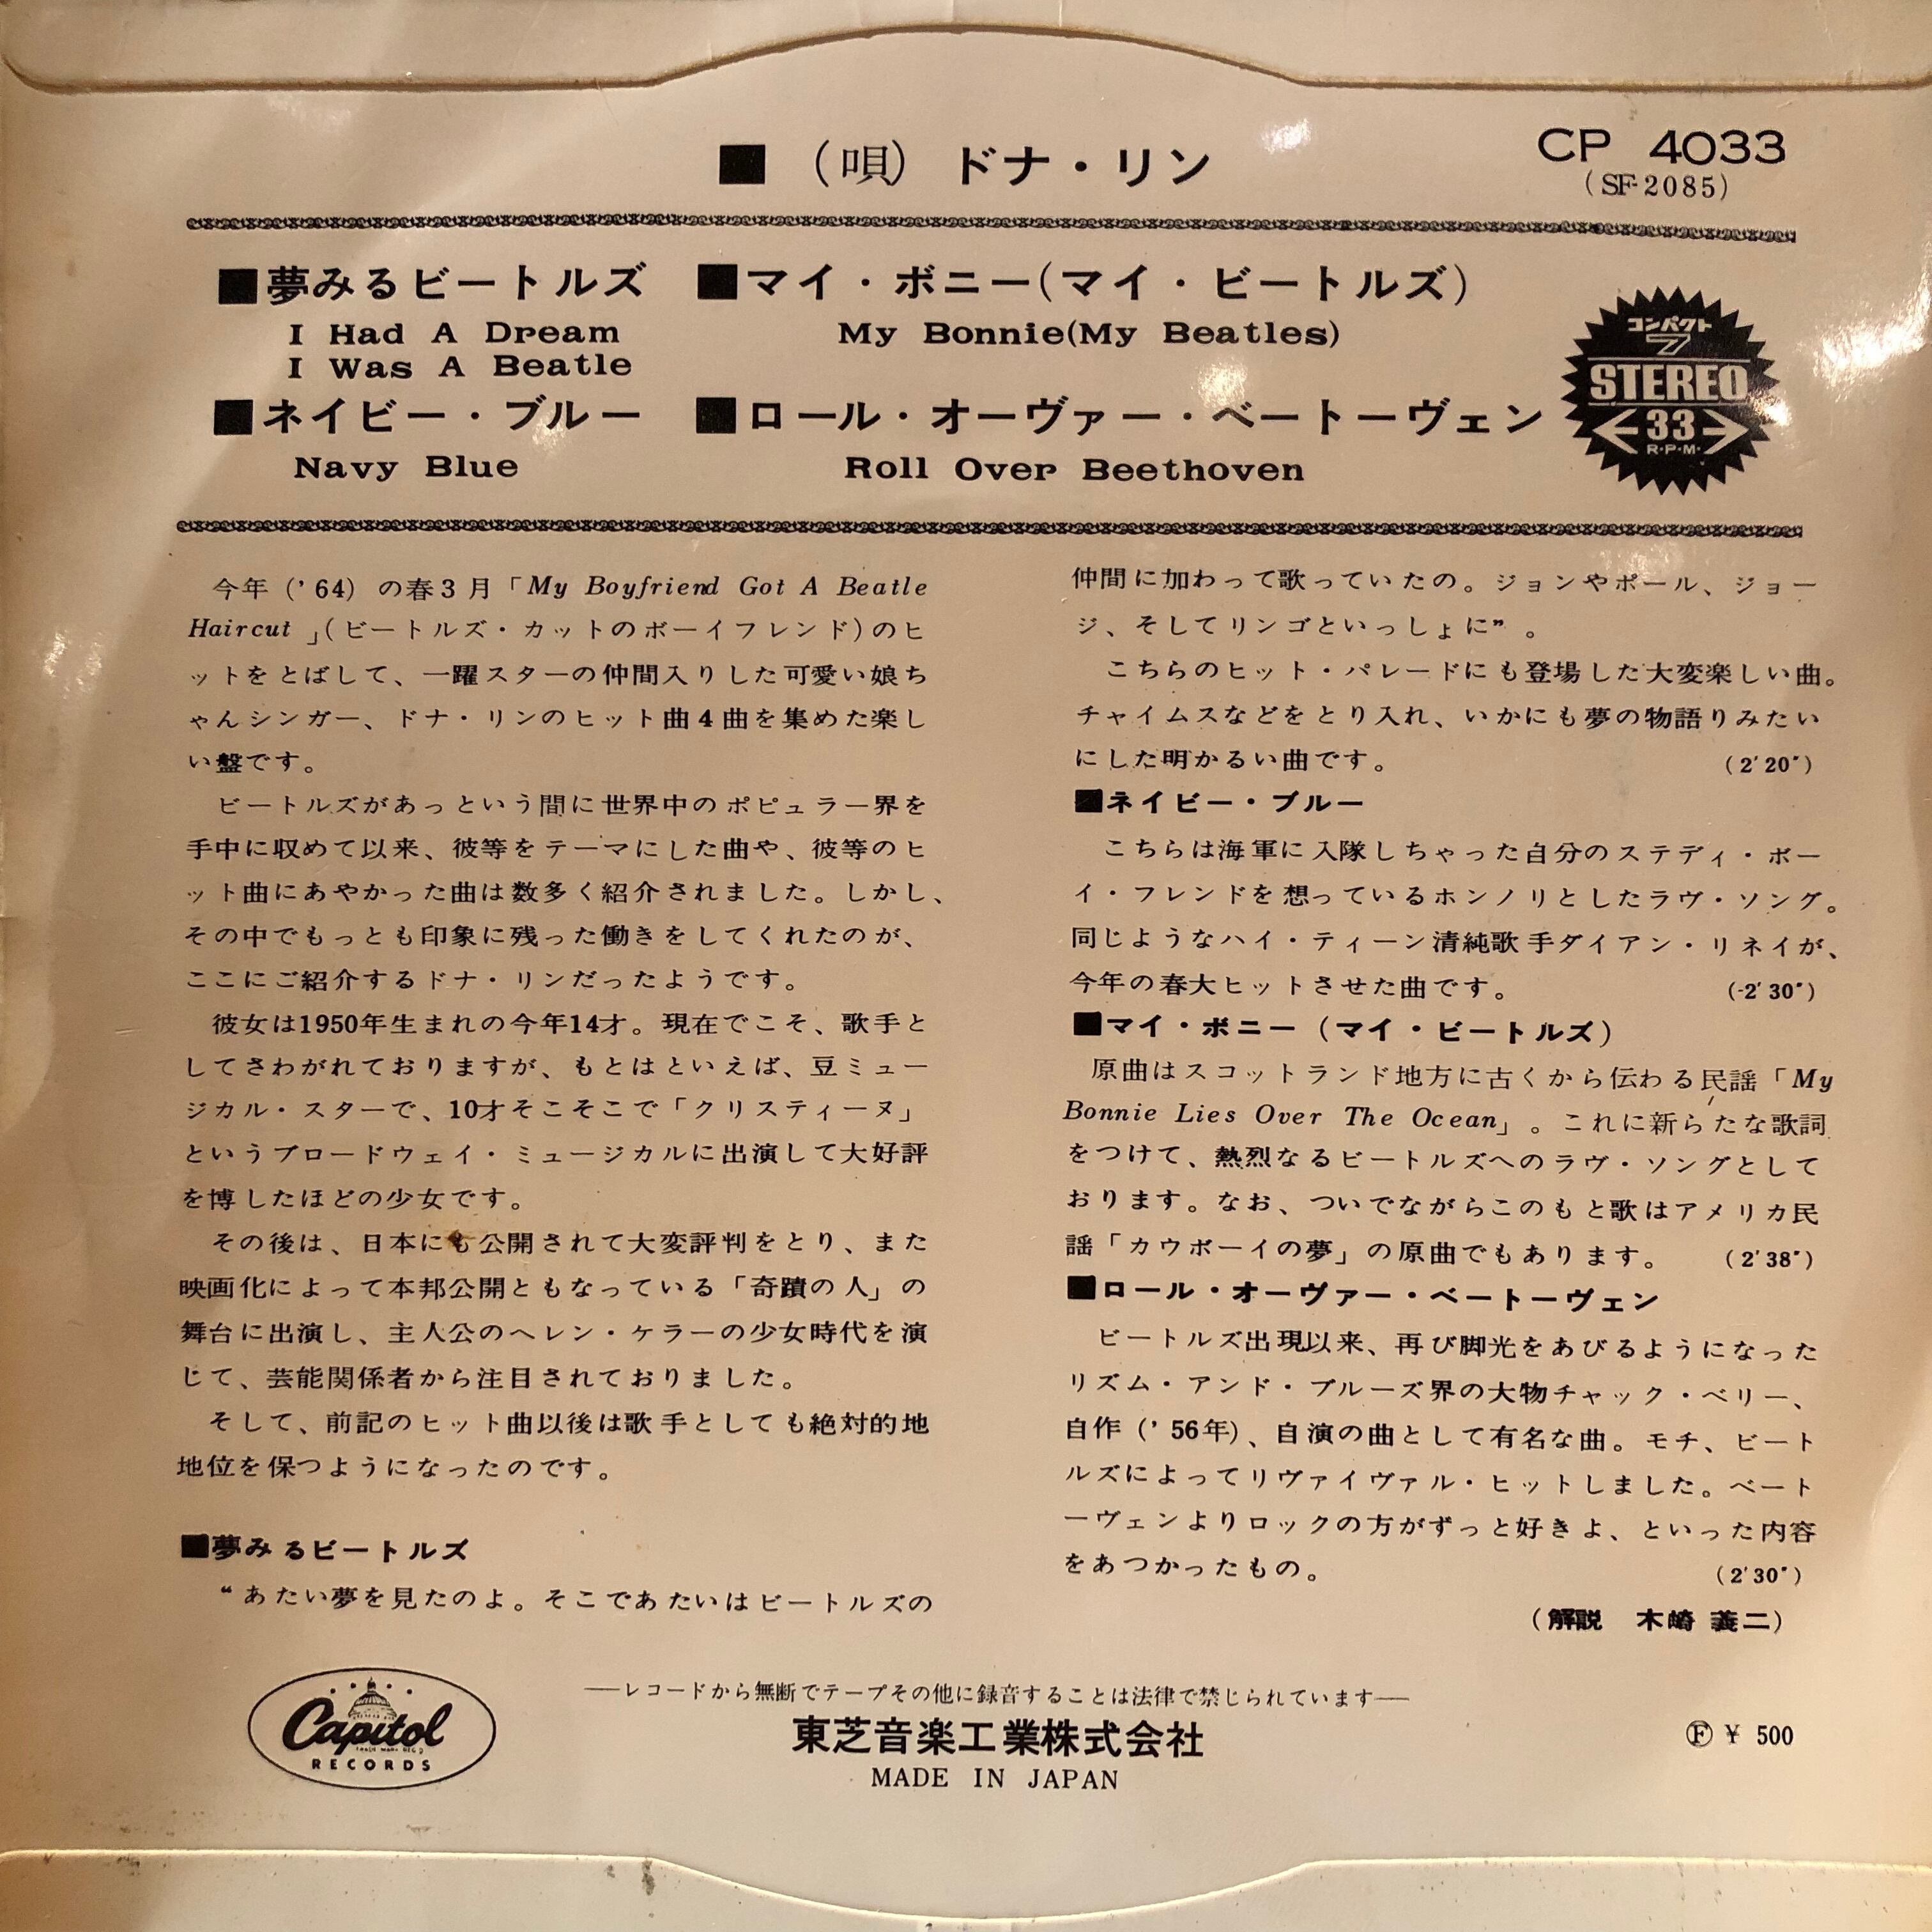 ■ (唄) ドナ・リン
CP 4033
(SF-2085)
■夢みるビートルズ
I Had A Dream
I Was A Beatle
■マイ・ボニー(マイ・ビートルズ)
My Bonnie(My Beatles)
■ネイビー・ブルー
Navy Blue
■ロール・オーヴァー・ベートーヴェン
Roll Over Beethoven
コンパクト
7
STEREO
33
R·P·M·
今年 ('64) の春3月「My Boyfriend Got A Beatle
Haircut 」(ビートルズ・カットのボーイフレンド)のヒ
ットをとばして、一躍スターの仲間入りした可愛い娘ち
ゃんシンガー、ドナ・リンのヒット曲4曲を集めた楽し
い盤です。
ビートルズがあっという間に世界中のポピュラー界を
手中に収めて以来、彼等をテーマにした曲や、彼等のヒ
ット曲にあやかった曲は数多く紹介されました。しかし、
その中でもっとも印象に残った働きをしてくれたのが、
ここにご紹介するドナ・リンだったようです。
彼女は1950年生まれの今年14才。現在でこそ、歌手と
してさわがれておりますが、もとはといえば、豆ミュー
ジカル・スターで、10才そこそこで「クリスティーヌ」
というブロードウェイ・ミュージカルに出演して大好評
を博したほどの少女です。
その後は、日本にも公開されて大変評判をとり、また
映画化によって本邦公開ともなっている「奇蹟の人」の
舞台に出演し、主人公のヘレン・ケラーの少女時代を演
じて、芸能関係者から注目されておりました。
そして、前記のヒット曲以後は歌手としても絶対的地
地位を保つようになったのです。
■夢みるビートルズ
“あたい夢を見たのよ。そこであたいはビートルズの
仲間に加わって歌っていたの。ジョンやポール、ジョー
ジ、そしてリンゴといっしょに”。
こちらのヒット・パレードにも登場した大変楽しい曲。
チャイムスなどをとり入れ、いかにも夢の物語りみたい
にした明かるい曲です。 (2'20")
■ネイビー・ブルー
こちらは海軍に入隊しちゃった自分のステディ・ボー
イ・フレンドを想っているホンノリとしたラヴ・ソング。
同じようなハイ・ティーン清純歌手ダイアン・リネイが、
今年の春大ヒットさせた曲です。 (2'30")
■マイ・ボニー (マイ・ビートルズ)
原曲はスコットランド地方に古くから伝わる民謡「My
Bonnie Lies Over The Ocean」。これに新らたな歌詞
をつけて、熱烈なるビートルズへのラヴ・ソングとして
おります。なお、ついでながらこのもと歌はアメリカ民
謡「カウボーイの夢」の原曲でもあります。 (2'38")
■ロール・オーヴァー・ベートーヴェン
ビートルズ出現以来、再び脚光をあびるようになった
リズム・アンド・ブルーズ界の大物チャック・ベリー、
自作 ('56年)、自演の曲として有名な曲。モチ、ビート
ルズによってリヴァイヴァル・ヒットしました。ベート
ーヴェンよりロックの方がずっと好きよ、といった内容
をあつかったもの。 (2'30")
(解説 木崎 義二)
Capitol
TRADE MARK REG
RECORDS
—レコードから無断でテープその他に録音することは法律で禁じられています—
東芝音楽工業株式会社
MADE IN JAPAN
Ⓕ ¥ 500